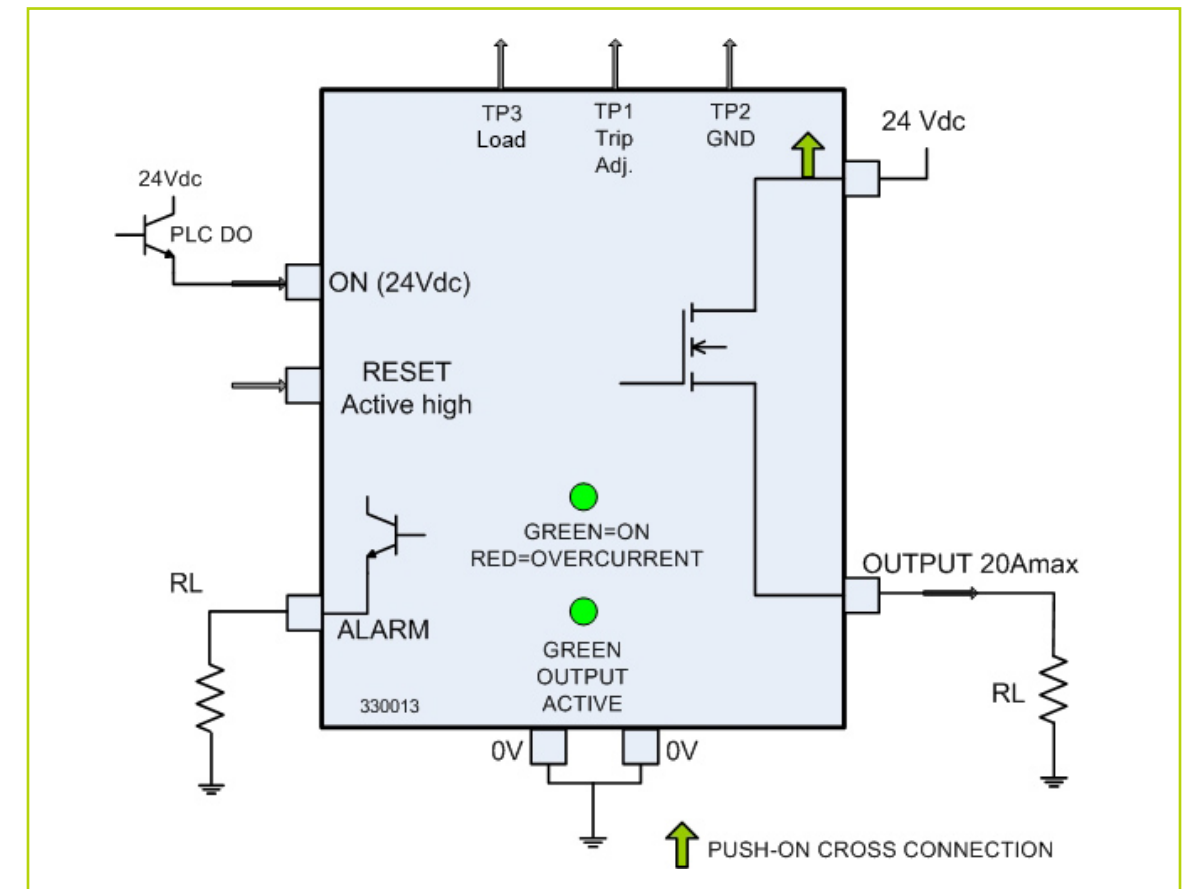 TP3
Load
TP1
Trip
Adj.
TP2
GND
24 Vdc
24Vdc
PLC DO
ON (24Vdc)
RESET
Active high
GREEN=ON
RED=OVERCURRENT
RL
OUTPUT 20Amax
ALARM
GREEN
OUTPUT
ACTIVE
RL
330013
0V
0V
PUSH-ON CROSS CONNECTION